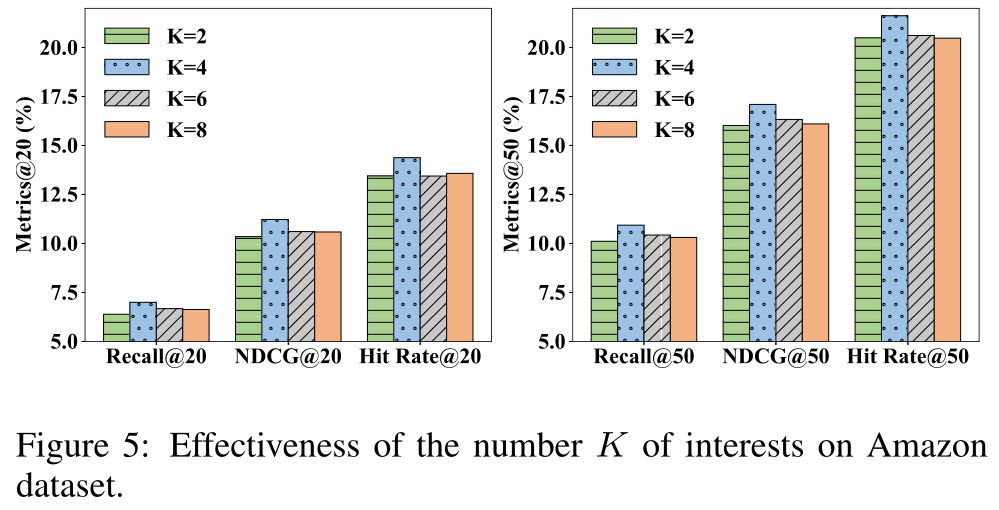 Metrics@20 (%)
20.0
17.5
15.0
12.5
10.0
7.5
5.0
K=2
K=4
K=6
K=8
Recall@20 NDCG@20 Hit Rate@20
Metrics@50 (%)
20.0
17.5
15.0
12.5
10.0
7.5
5.0
K=2
K=4
K=6
K=8
Recall@50 NDCG@50 Hit Rate@50
Figure 5: Effectiveness of the number K of interests on Amazon
dataset.